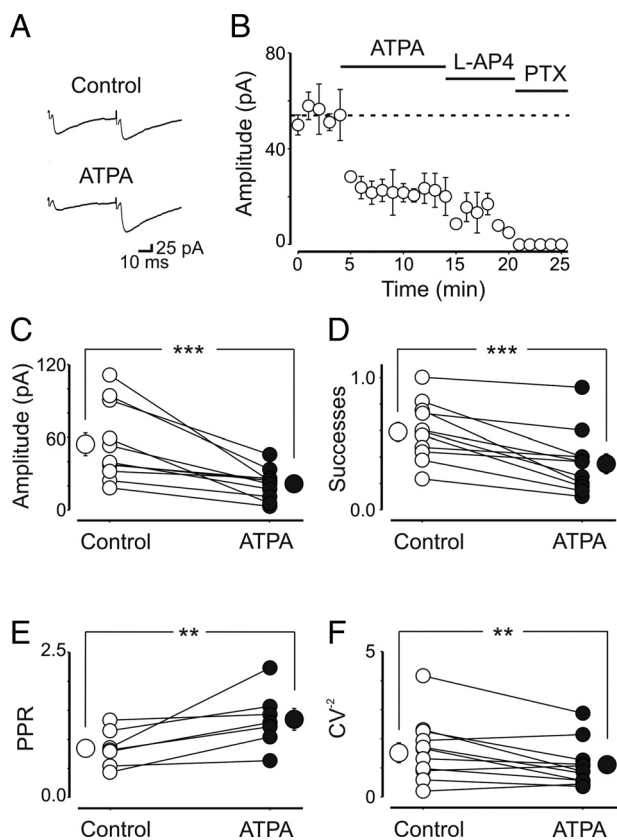 A
Control
ATPA
25 pA
10 ms
B
Amplitude (pA)
80
40
0
ATPA
L-AP4
PTX
0 5 10 15 20 25
Time (min)
C
***
Amplitude (pA)
120
60
0
Control ATPA
D
***
Successes
1.0
0.0
Control ATPA
E
**
PPR
2.5
0.0
Control ATPA
F
**
CV⁻²
5
0
Control ATPA